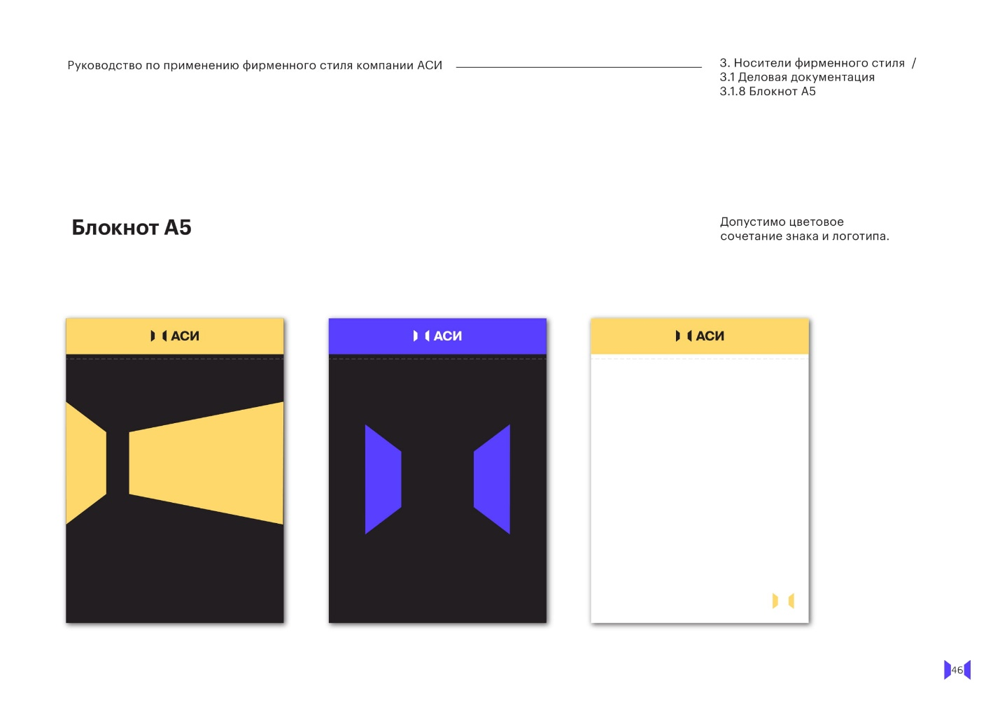 Руководство по применению фирменного стиля компании АСИ
3. Носители фирменного стиля /
3.1 Деловая документация
3.1.8 Блокнот А5
Блокнот А5
Допустимо цветовое
сочетание знака и логотипа.
АСИ
АСИ
АСИ
46